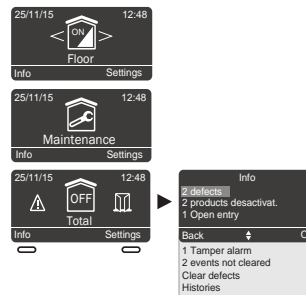 25/11/15 12:48
ON
Floor
Info Settings
25/11/15 12:48
Maintenance
Info Settings
25/11/15 12:48
OFF
Total
Info Settings
Info
2 defects
2 products desactivat.
1 Open entry
Back
1 Tamper alarm
2 events not cleared
Clear defects
Histories